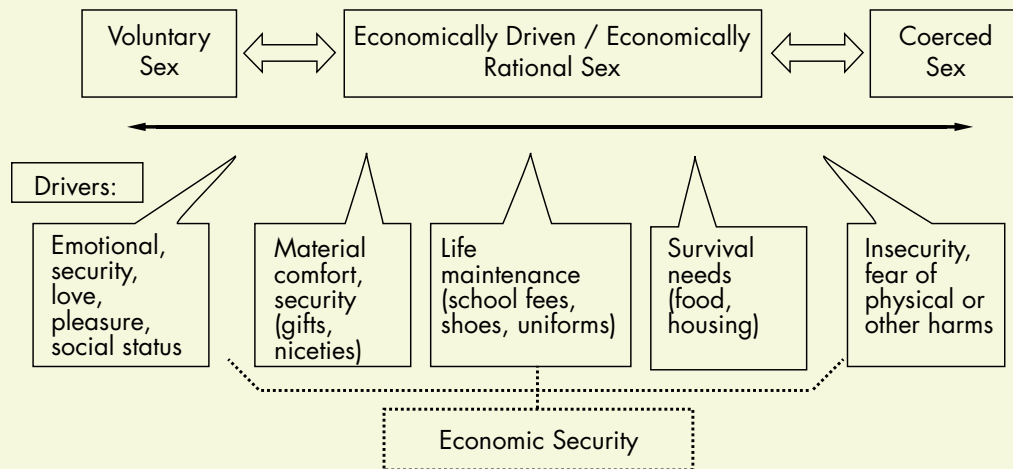 Voluntary
Sex
Economically Driven / Economically
Rational Sex
Coerced
Sex
Drivers:
Emotional,
security,
love,
pleasure,
social status
Material
comfort,
security
(gifts,
niceties)
Life
maintenance
(school fees,
shoes, uniforms)
Survival
needs
(food,
housing)
Insecurity,
fear of
physical or
other harms
Economic Security